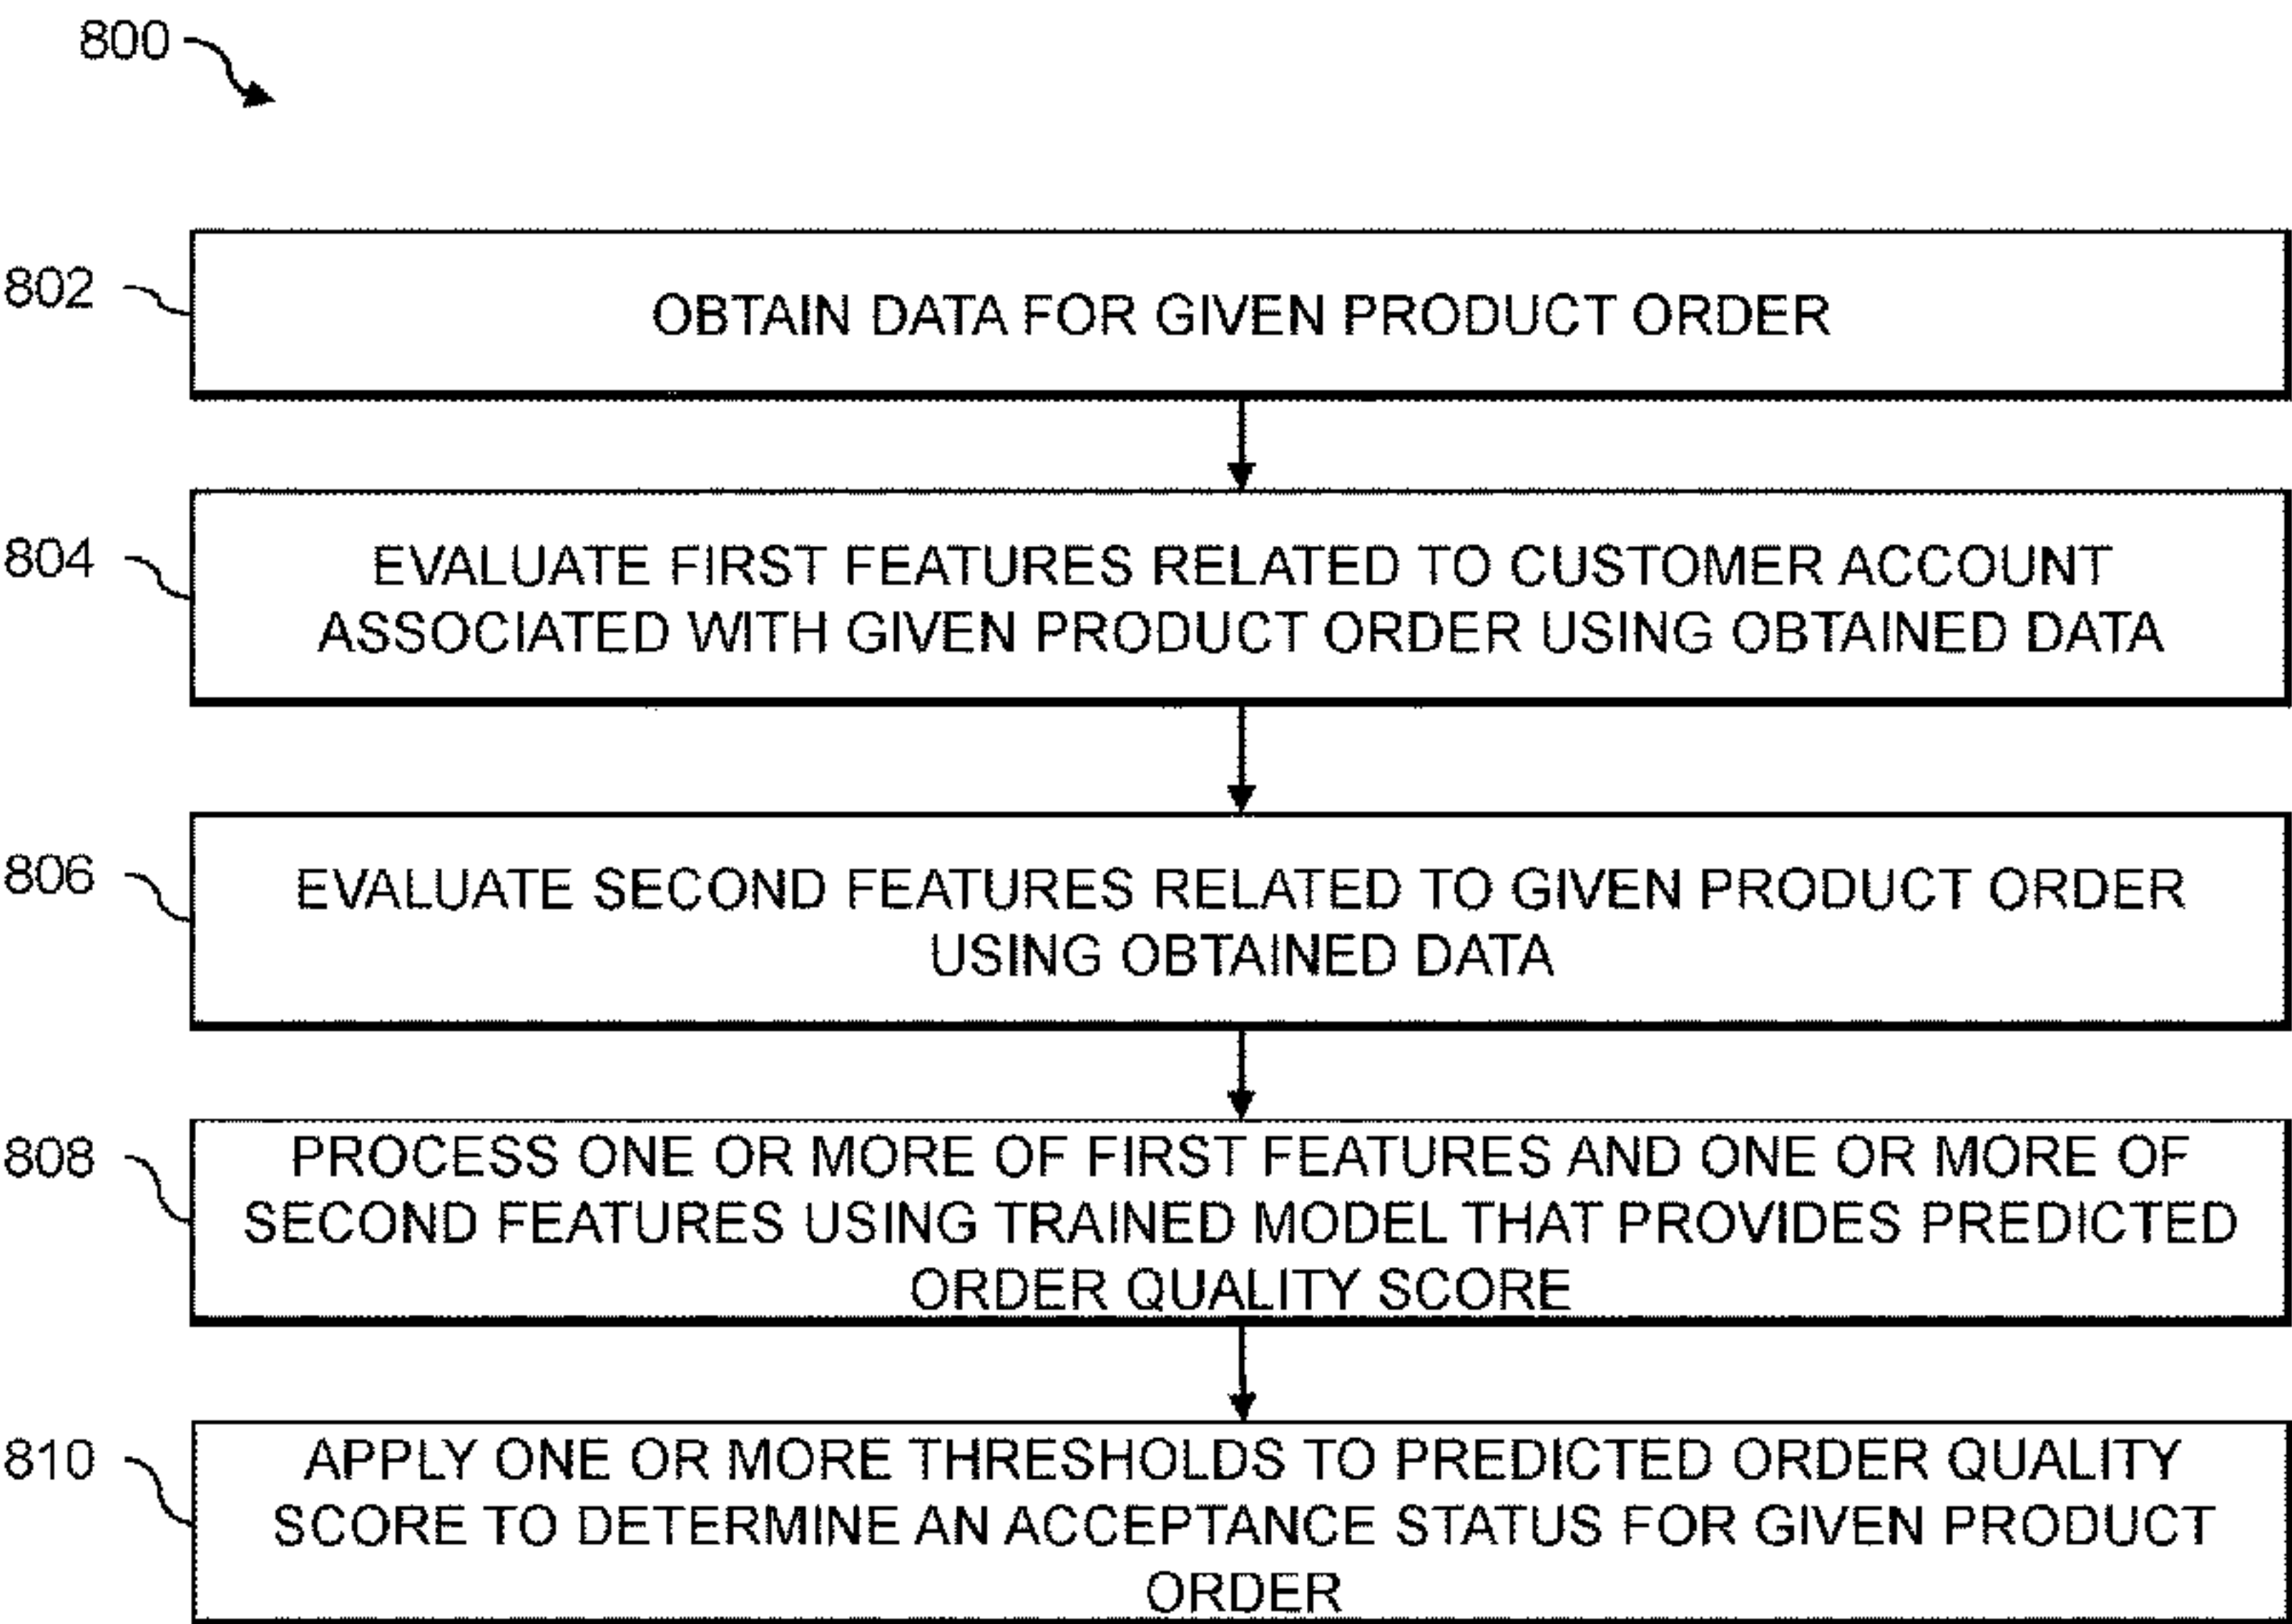 800
802
OBTAIN DATA FOR GIVEN PRODUCT ORDER
804
EVALUATE FIRST FEATURES RELATED TO CUSTOMER ACCOUNT
ASSOCIATED WITH GIVEN PRODUCT ORDER USING OBTAINED DATA
806
EVALUATE SECOND FEATURES RELATED TO GIVEN PRODUCT ORDER
USING OBTAINED DATA
808
PROCESS ONE OR MORE OF FIRST FEATURES AND ONE OR MORE OF
SECOND FEATURES USING TRAINED MODEL THAT PROVIDES PREDICTED
ORDER QUALITY SCORE
810
APPLY ONE OR MORE THRESHOLDS TO PREDICTED ORDER QUALITY
SCORE TO DETERMINE AN ACCEPTANCE STATUS FOR GIVEN PRODUCT
ORDER